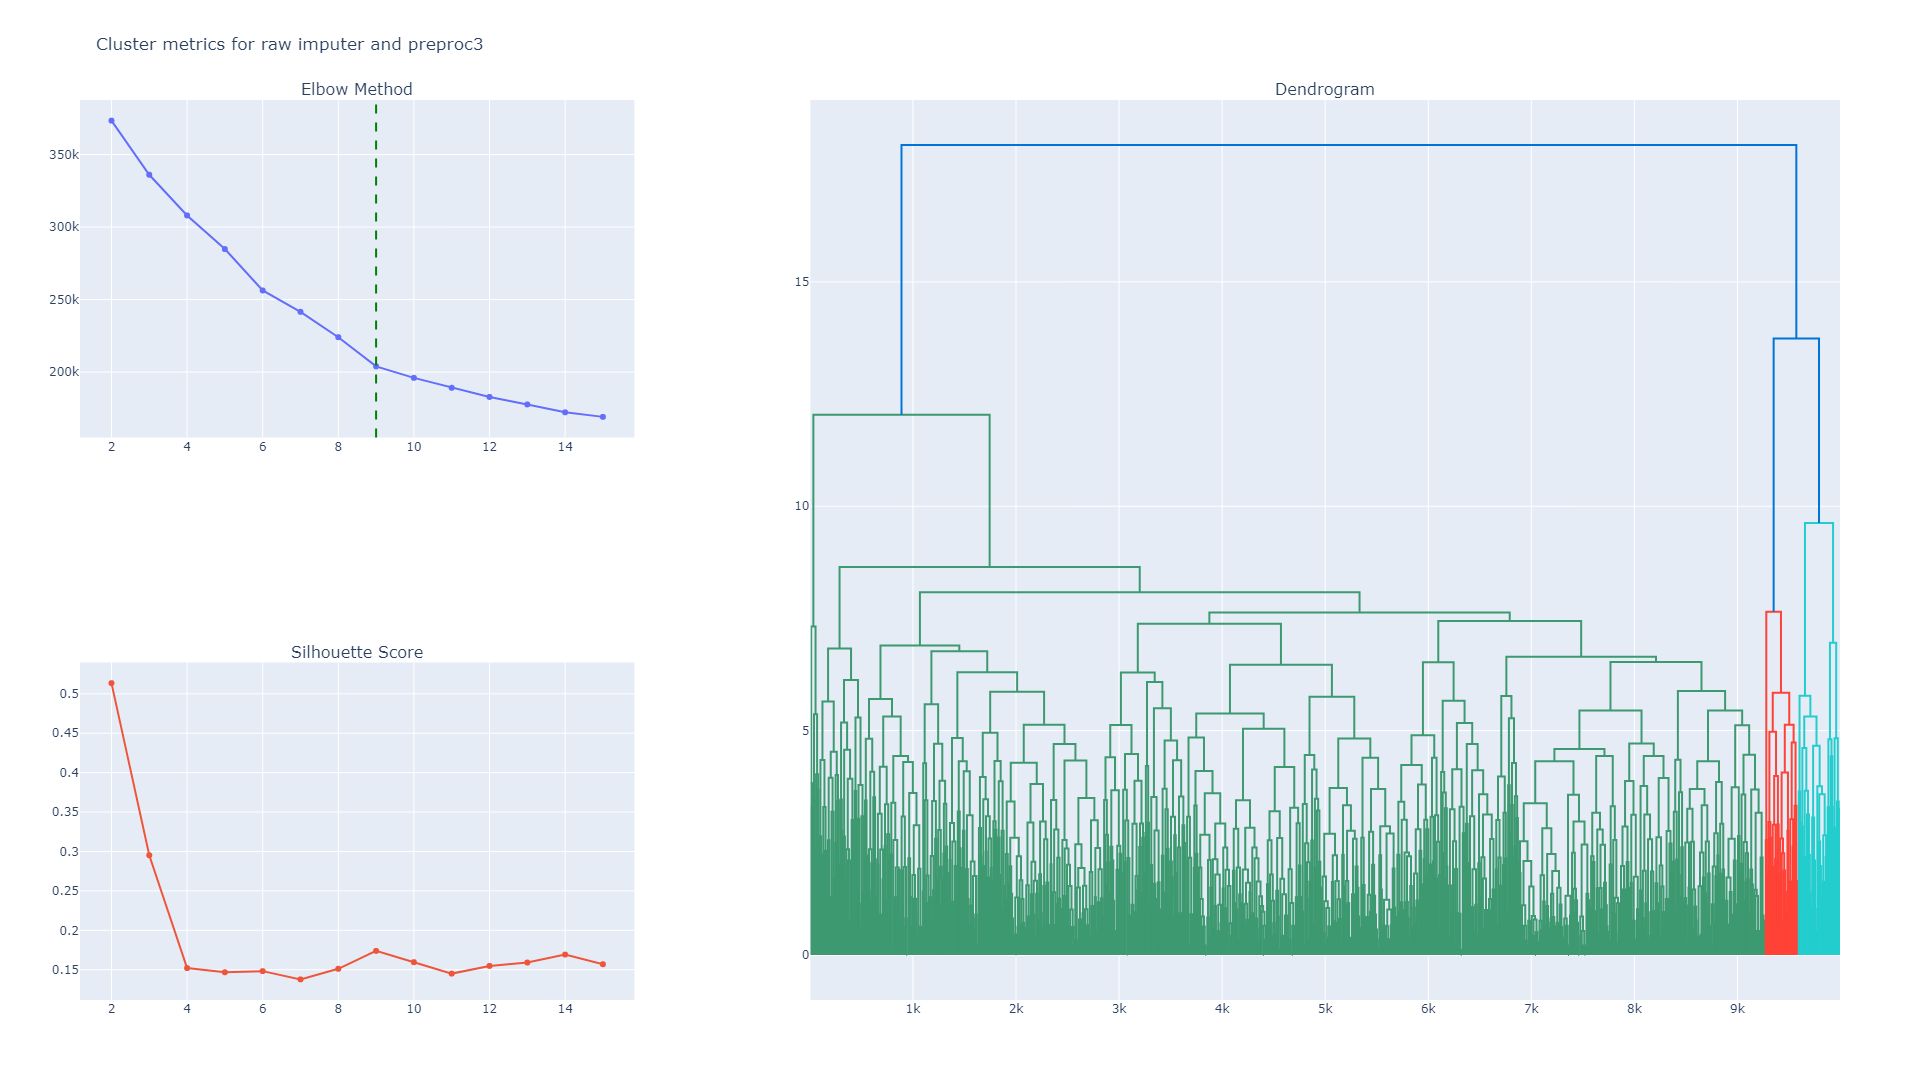 Cluster metrics for raw imputer and preproc3
Elbow Method
350k
300k
250k
200k
2 4 6 8 10 12 14
Silhouette Score
0.5
0.45
0.4
0.35
0.3
0.25
0.2
0.15
2 4 6 8 10 12 14
Dendrogram
15
10
5
0
1k 2k 3k 4k 5k 6k 7k 8k 9k